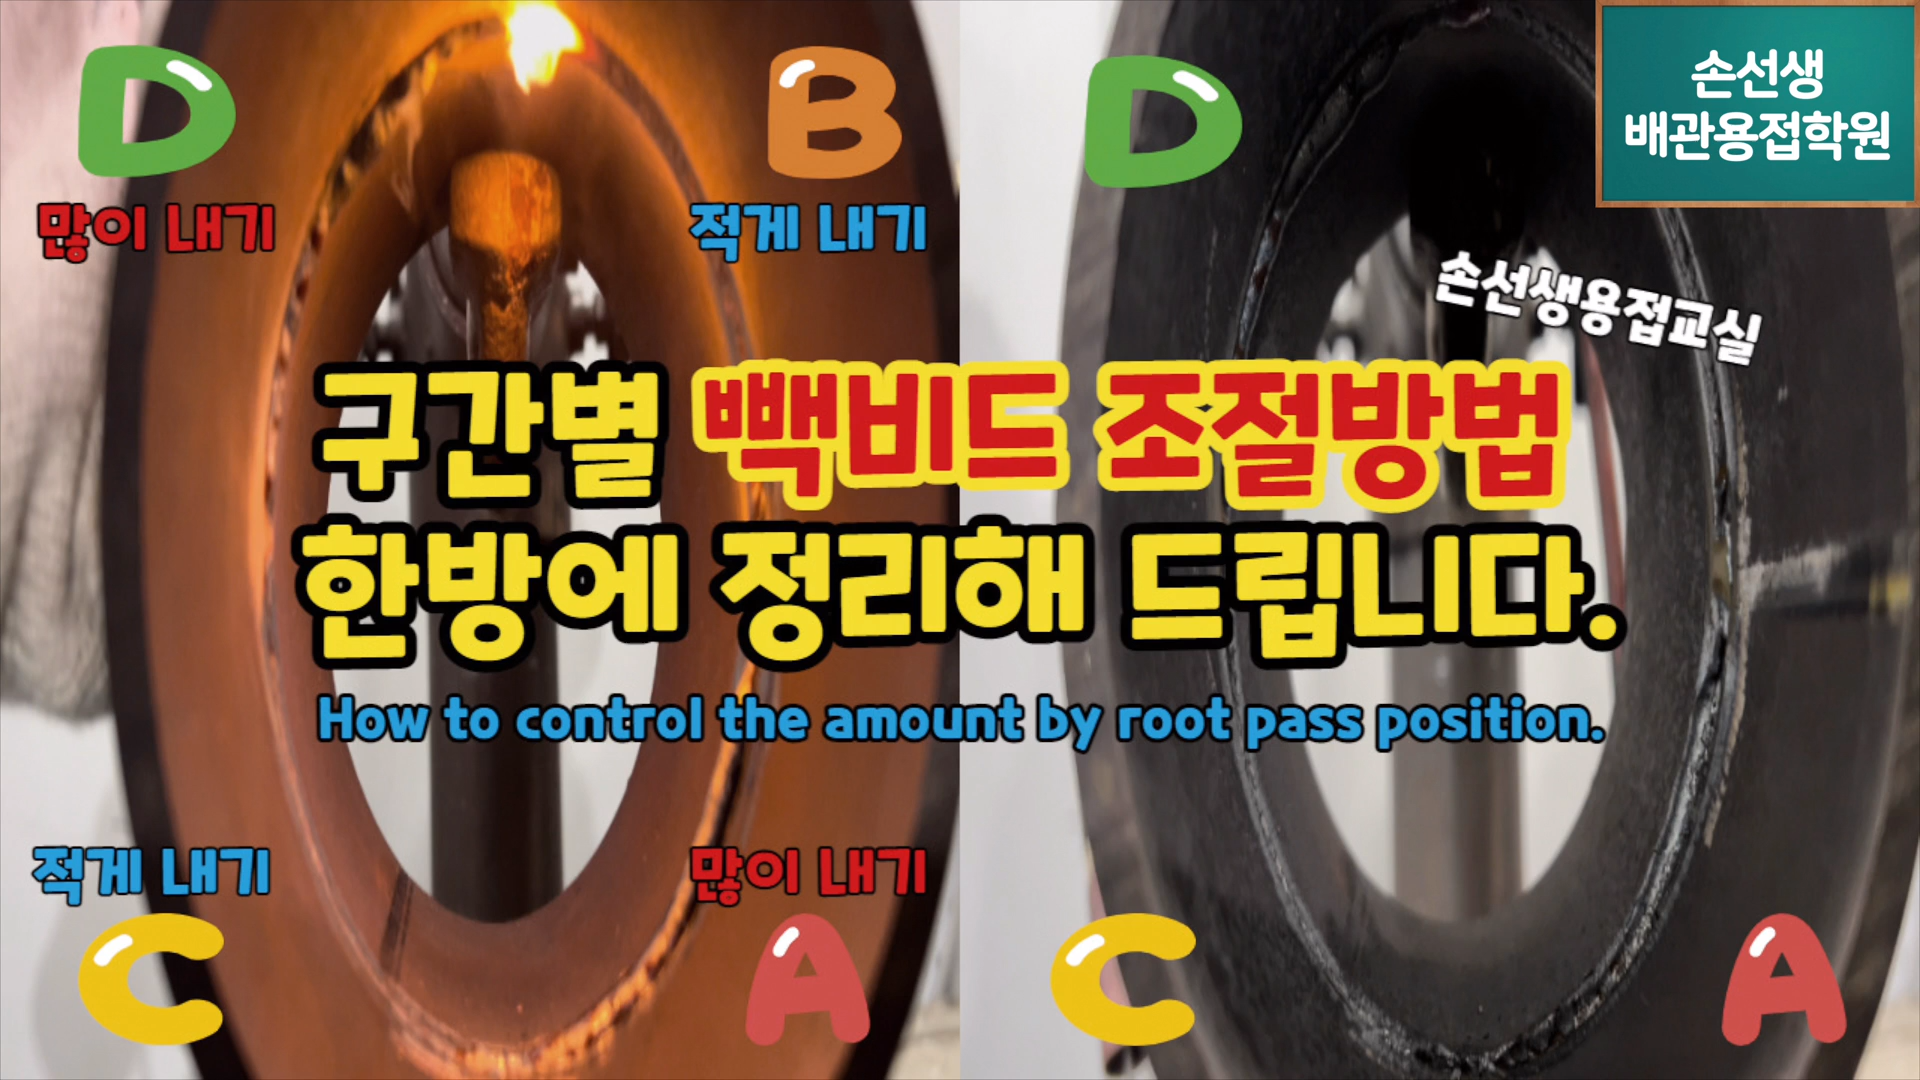 D
B
D
손선생
배관용접학원
많이 내기
적게 내기
손선생용접교실
구간별 빽비드 조절방법
한방에 정리해 드립니다.
How to control the amount by root pass position.
적게 내기
많이 내기
C
A
C
A